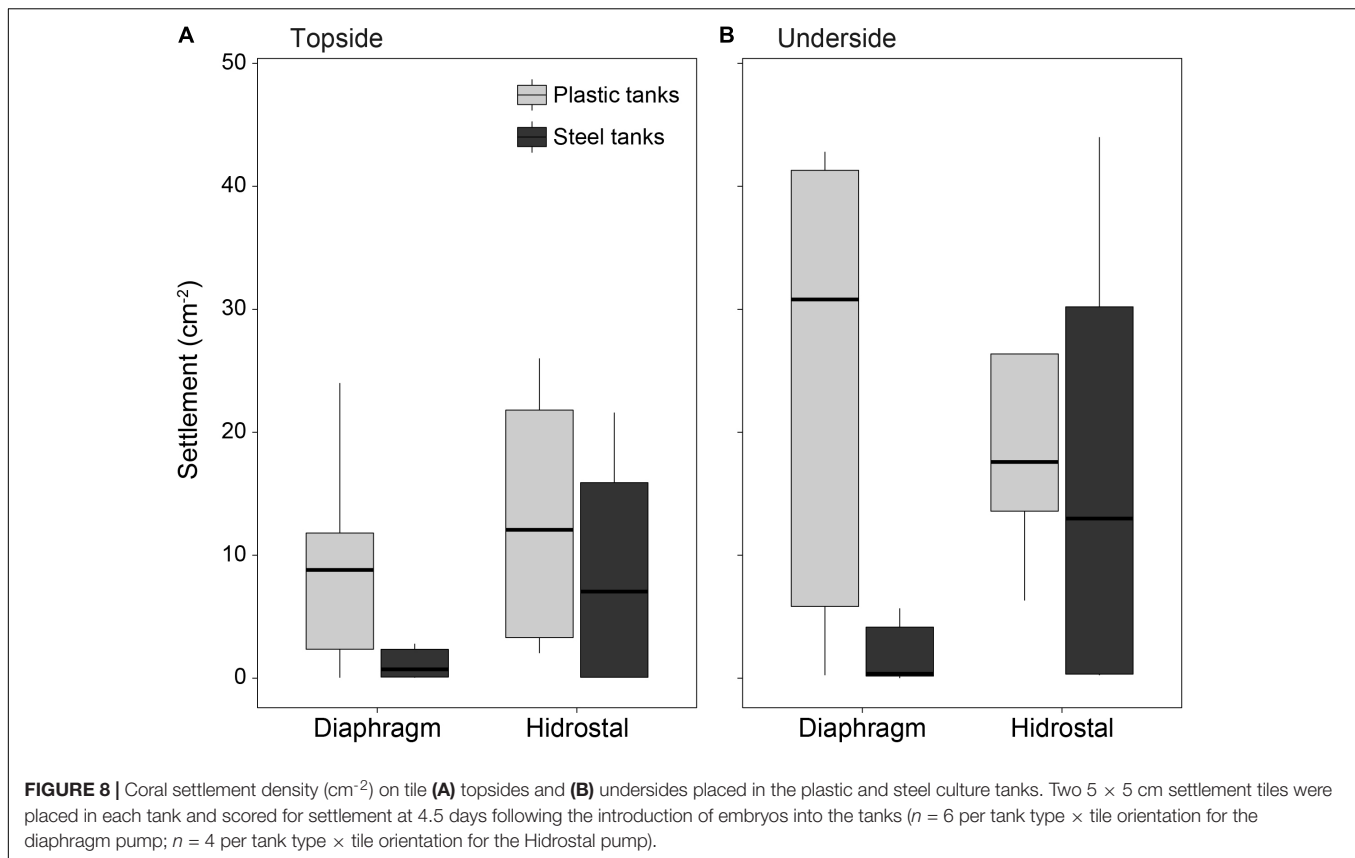 A Topside
B Underside
Plastic tanks
Steel tanks
Settlement (cm-2)
50
40
30
20
10
0
Diaphragm Hidrostal
Diaphragm Hidrostal
FIGURE 8 | Coral settlement density (cm-2) on tile (A) topsides and (B) undersides placed in the plastic and steel culture tanks. Two 5 × 5 cm settlement tiles were
placed in each tank and scored for settlement at 4.5 days following the introduction of embryos into the tanks (n = 6 per tank type × tile orientation for the
diaphragm pump; n = 4 per tank type × tile orientation for the Hidrostal pump).